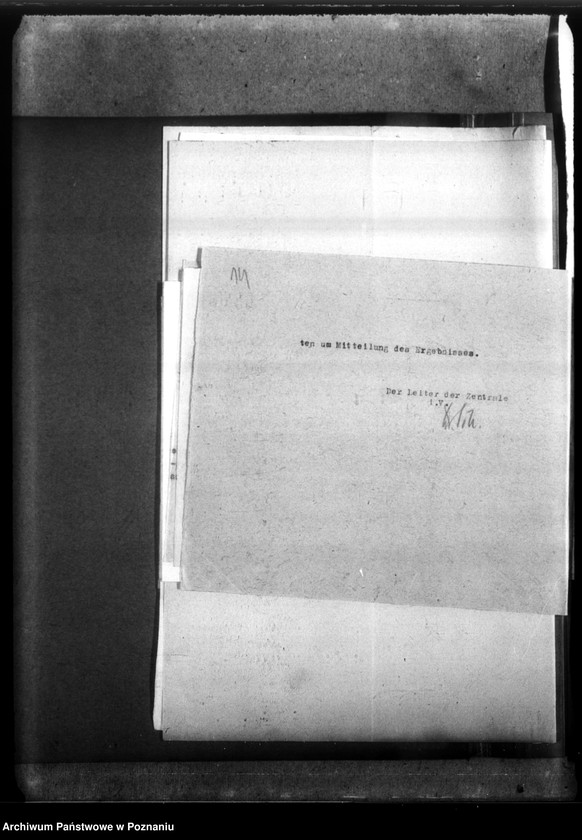 ten um Mitteilung des Ergebnisses.
Der Leiter der Zentrale
i.V.
Archiwum Państwowe w Poznaniu